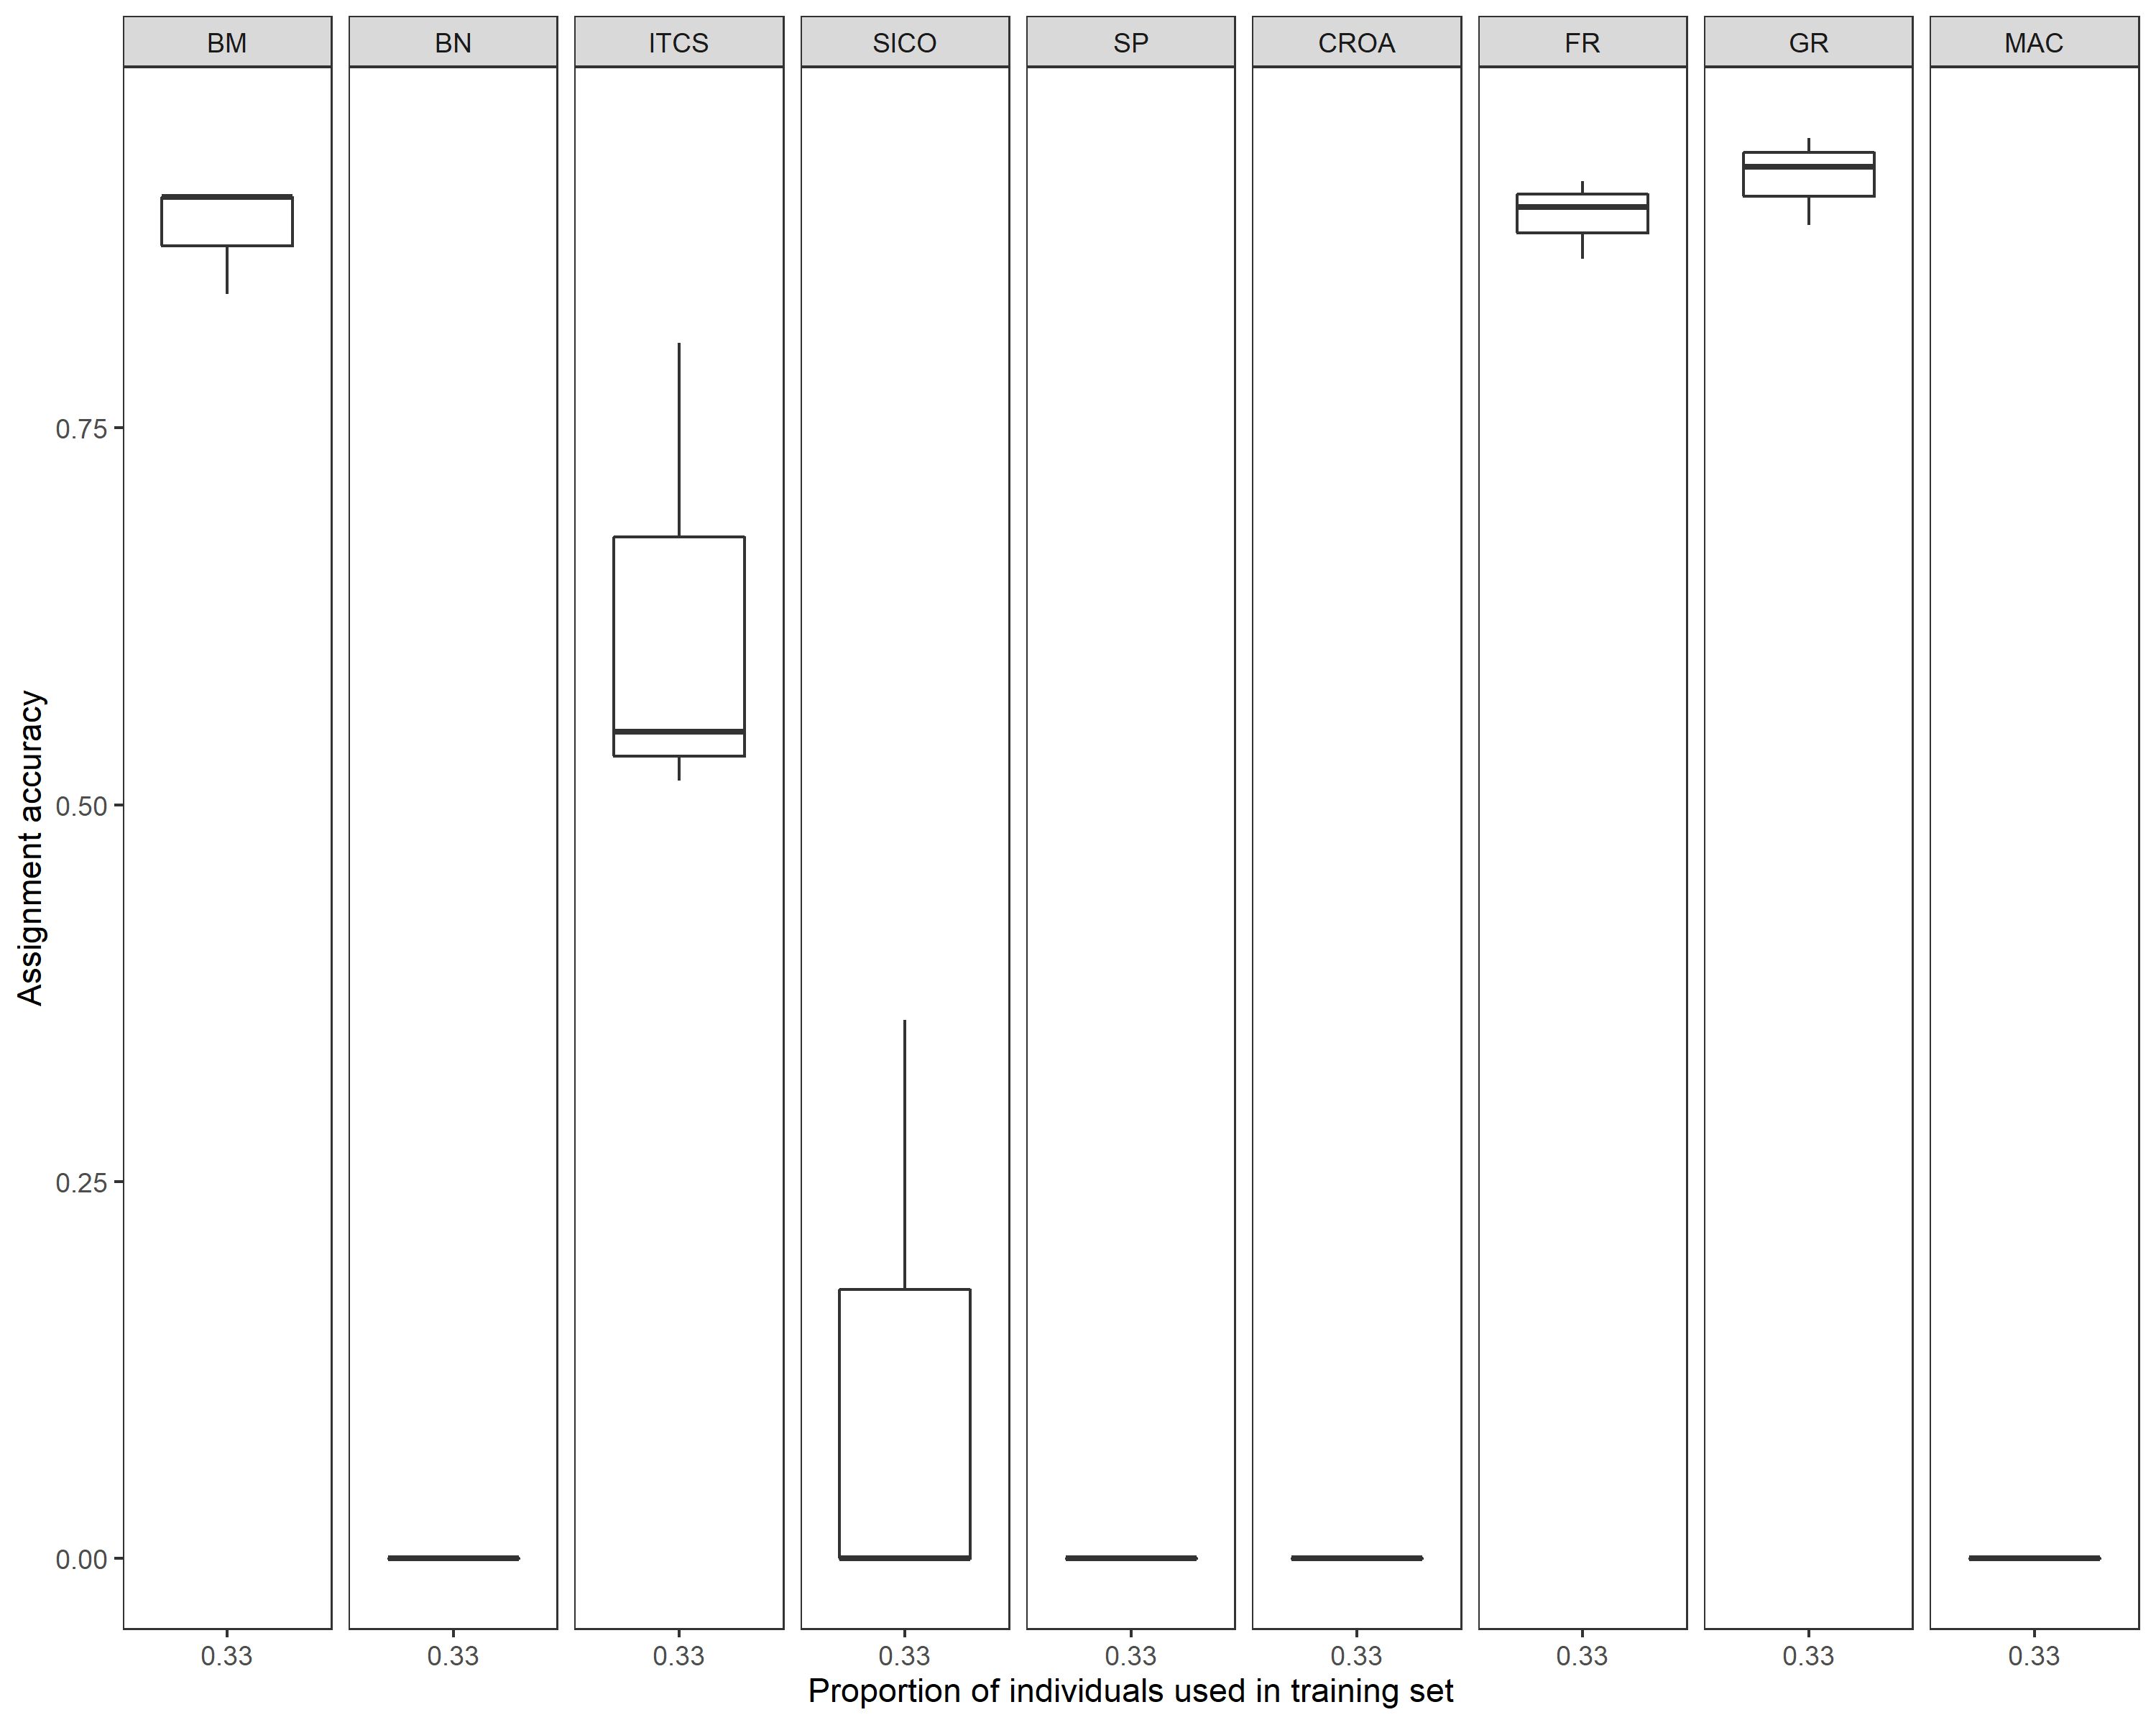 BM BN ITCS SICO SP CROA FR GR MAC
0.75
0.50
0.25
0.00
Assignment accuracy
0.33 0.33 0.33 0.33 0.33 0.33 0.33 0.33 0.33
Proportion of individuals used in training set